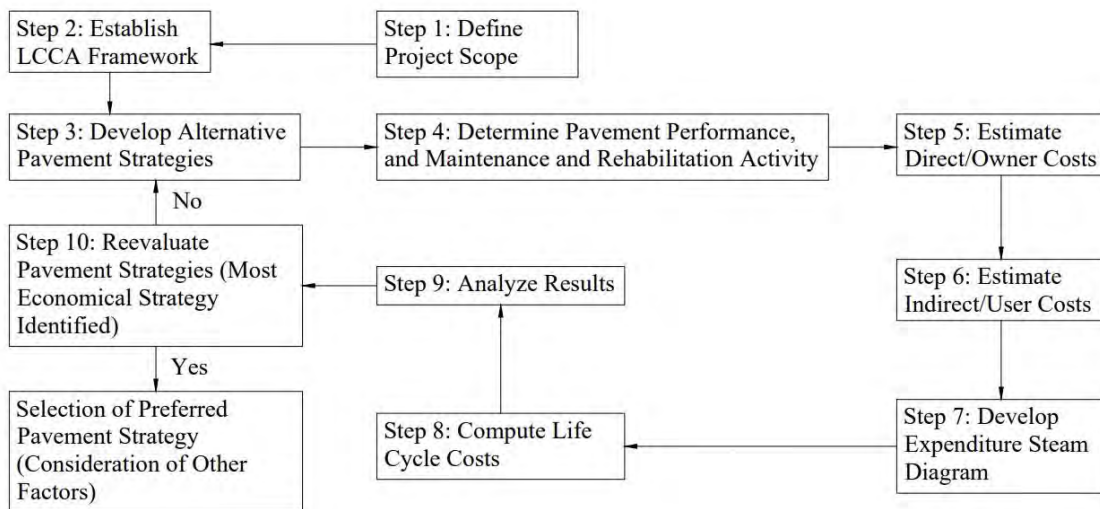 Step 1: Define
Project Scope
Step 2: Establish
LCCA Framework
Step 3: Develop Alternative
Pavement Strategies
Step 4: Determine Pavement Performance,
and Maintenance and Rehabilitation Activity
Step 5: Estimate
Direct/Owner Costs
Step 6: Estimate
Indirect/User Costs
Step 7: Develop
Expenditure Steam
Diagram
Step 8: Compute Life
Cycle Costs
Step 9: Analyze Results
Step 10: Reevaluate
Pavement Strategies (Most
Economical Strategy
Identified)
No
Yes
Selection of Preferred
Pavement Strategy
(Consideration of Other
Factors)